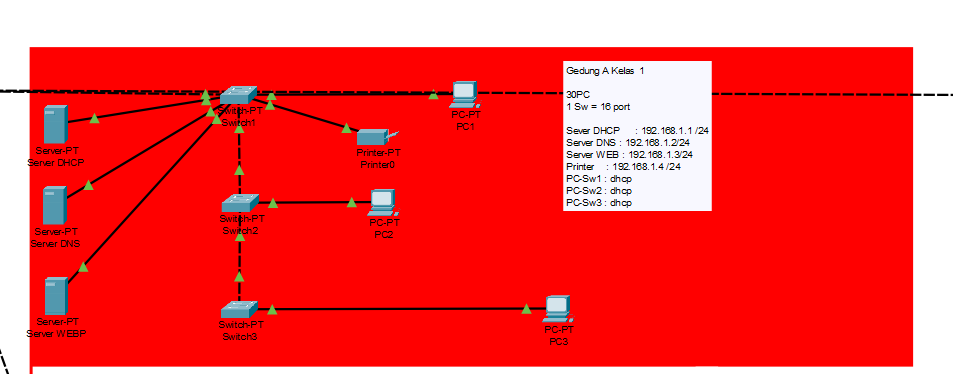 Gedung A Kelas 1
30PC
1 Sw = 16 port
Sever DHCP : 192.168.1.1 /24
Server DNS : 192.168.1.2/24
Server WEB : 192.168.1.3/24
Printer : 192.168.1.4 /24
PC-Sw1 : dhcp
PC-Sw2 : dhcp
PC-Sw3 : dhcp
Switch-PT
Switch1
PC-PT
PC1
Server-PT
Server DHCP
Printer-PT
Printer0
Server-PT
Server DNS
Switch-PT
Switch2
PC-PT
PC2
Server-PT
Server WEBP
Switch-PT
Switch3
PC-PT
PC3